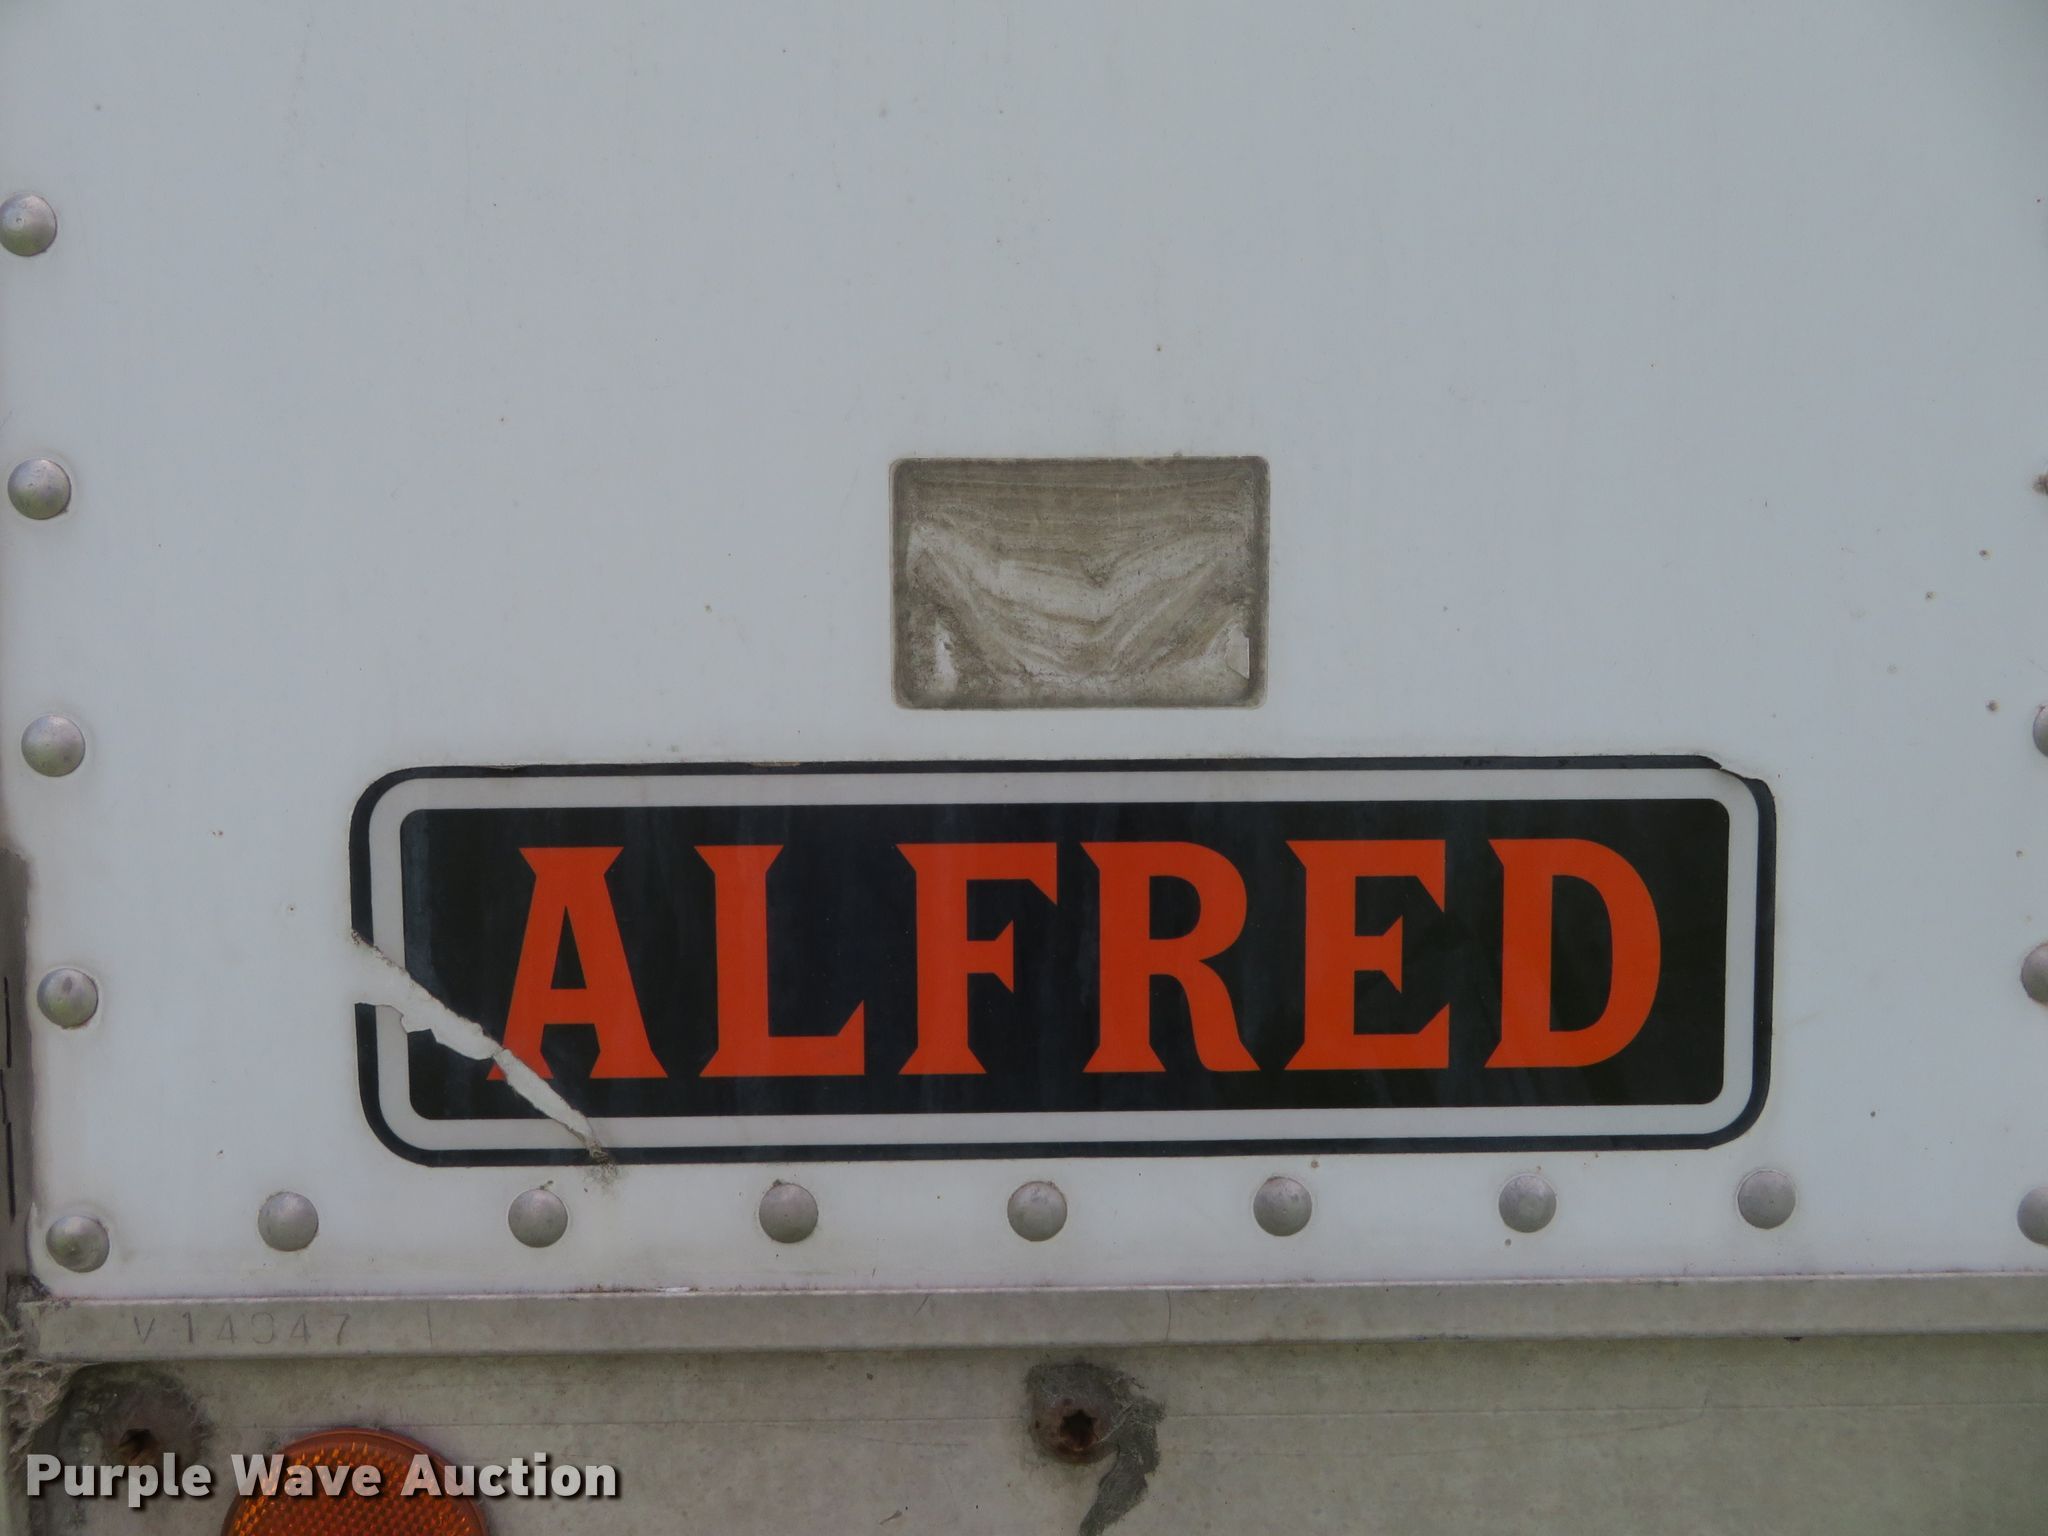 ALFRED
V14947
Purple Wave Auction